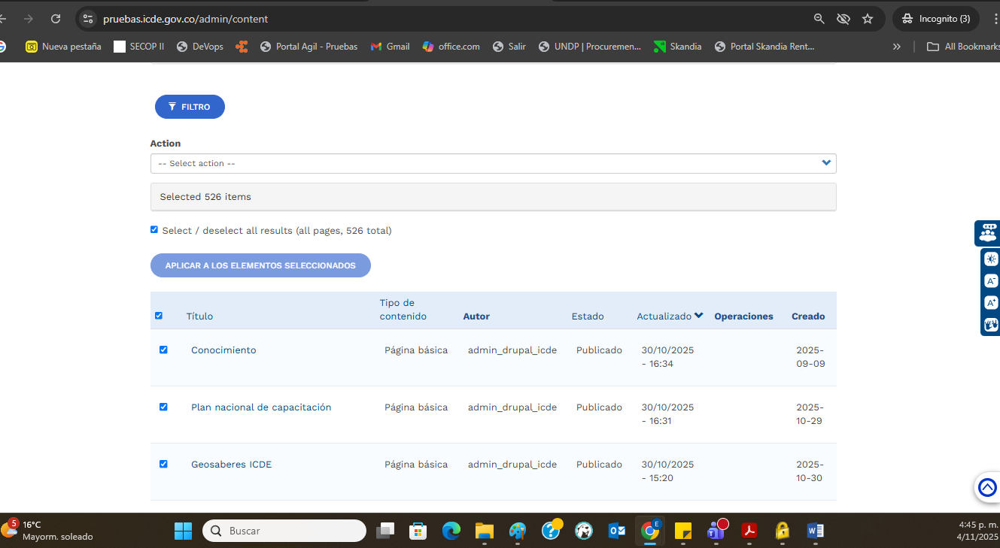 pruebas.icde.gov.co/admin/content
Incognito (3)
Nueva pestaña
SECOP II
DeVops
Portal Agil - Pruebas
Gmail
office.com
Salir
UNDP | Procuremen...
Skandia
Portal Skandia Rent...
»
All Bookmarks
FILTRO
Action
-- Select action --
Selected 526 items
Select / deselect all results (all pages, 526 total)
APLICAR A LOS ELEMENTOS SELECCIONADOS
Título
Tipo de
contenido
Autor
Estado
Actualizado
Operaciones
Creado
Conocimiento
Página básica
admin_drupal_icde
Publicado
30/10/2025
- 16:34
2025-
09-09
Plan nacional de capacitación
Página básica
admin_drupal_icde
Publicado
30/10/2025
- 16:31
2025-
10-29
Geosaberes ICDE
Página básica
admin_drupal_icde
Publicado
30/10/2025
- 15:20
2025-
10-30
A-
A+
5
16°C
Mayorm. soleado
Buscar
E
4:45 p. m.
4/11/2025